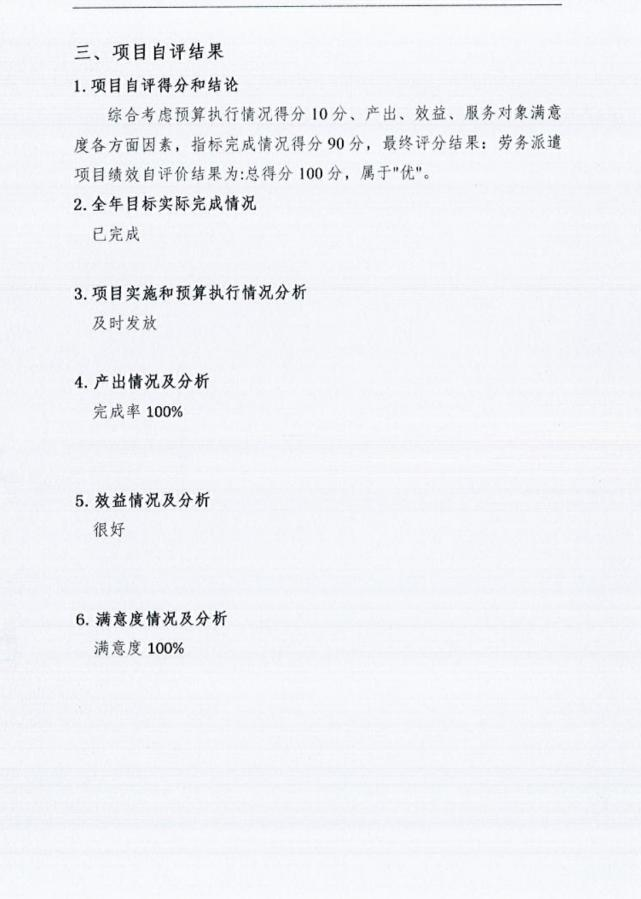 三、项目自评结果
1. 项目自评得分和结论
综合考虑预算执行情况得分 10 分、产出、效益、服务对象满意
度各方面因素，指标完成情况得分 90 分，最终评分结果：劳务派遣
项目绩效自评价结果为:总得分 100 分，属于"优"。
2. 全年目标实际完成情况
已完成
3. 项目实施和预算执行情况分析
及时发放
4. 产出情况及分析
完成率 100%
5. 效益情况及分析
很好
6. 满意度情况及分析
满意度 100%